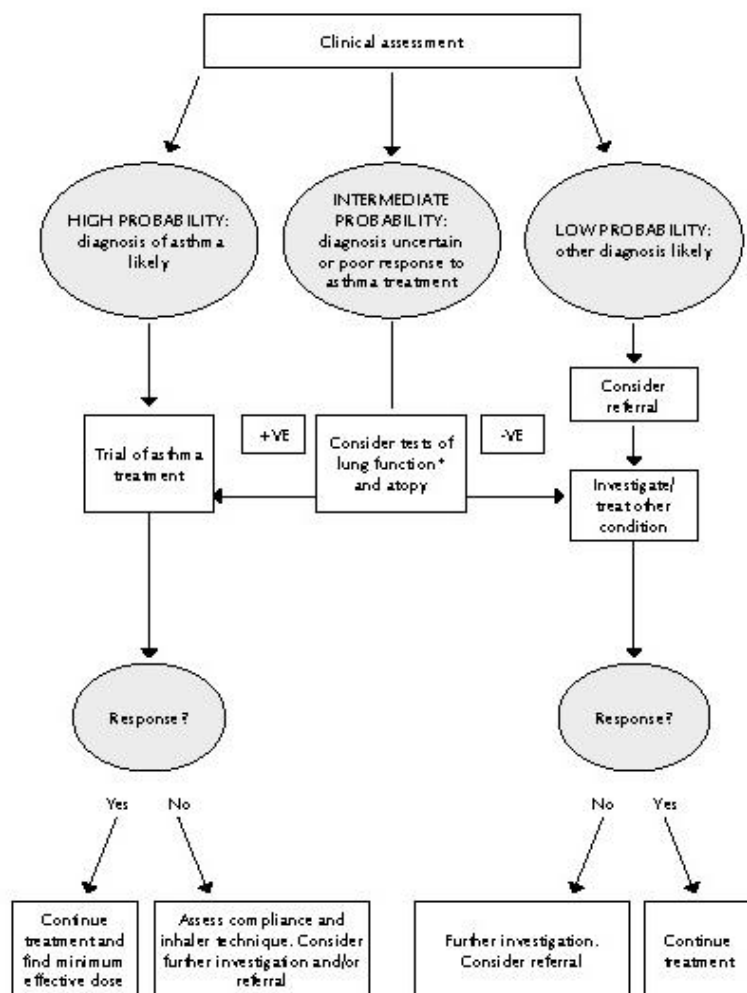 Clinical assessment
HIGH PROBABILITY:
diagnosis of asthma
likely
INTERMEDIATE
PROBABILITY:
diagnosis uncertain
or poor response to
asthma treatment
LOW PROBABILITY:
other diagnosis likely
Consider
referral
+VE
-VE
Trial of asthma
treatment
Consider tests of
lung function*
and atopy
Investigate/
treat other
condition
Response?
Response?
Yes
No
No
Yes
Continue
treatment and
find minimum
effective dose
Assess compliance and
inhaler technique. Consider
further investigation and/or
referral
Further investigation.
Consider referral
Continue
treatment